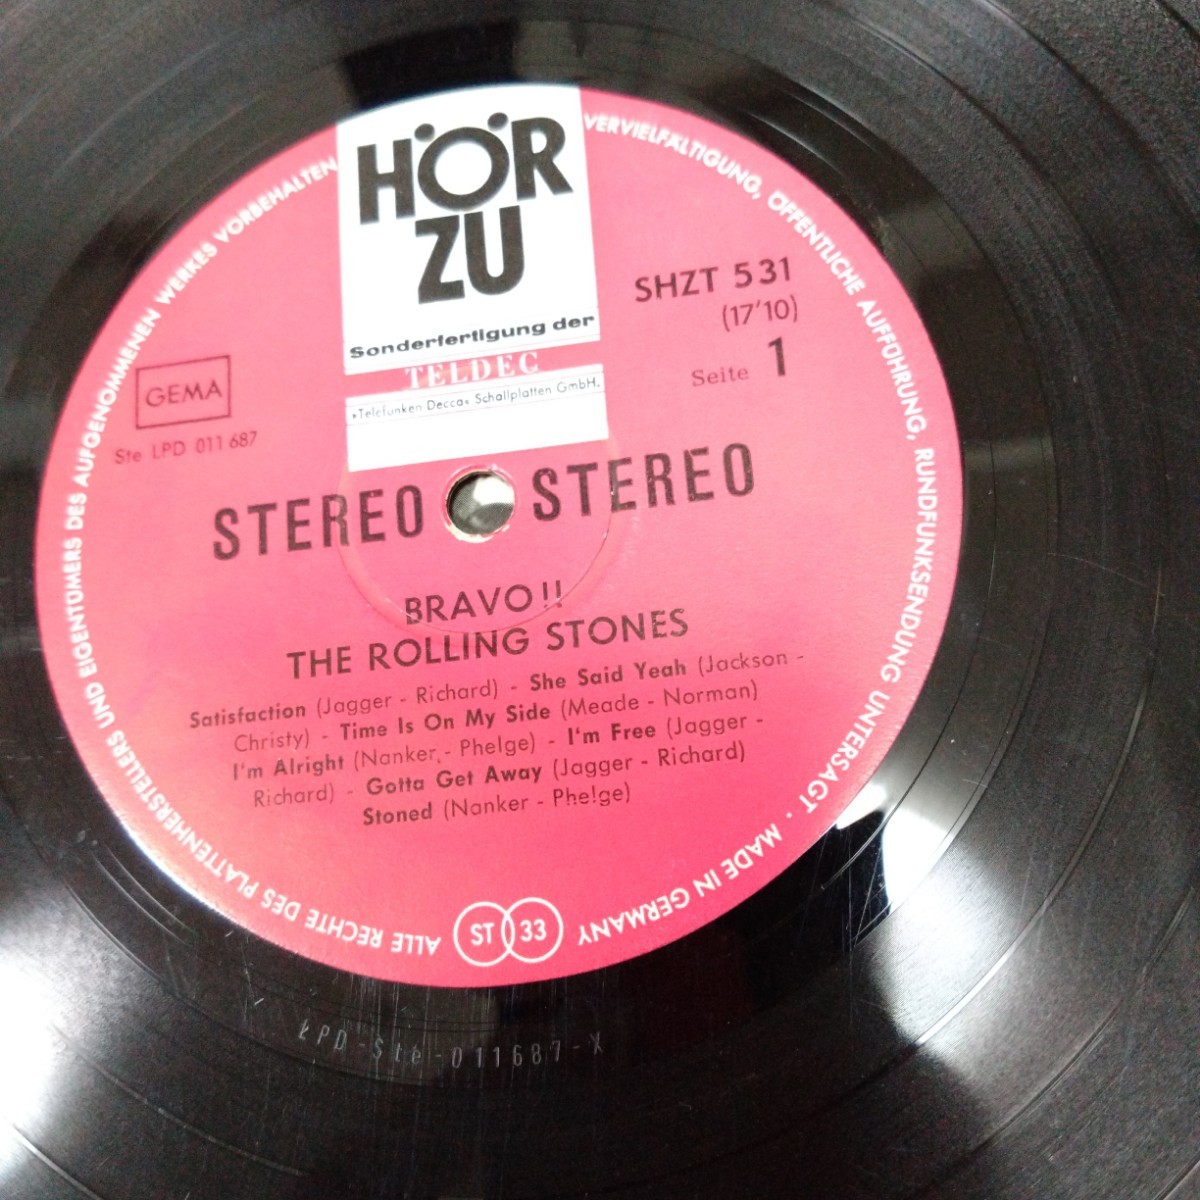 HÖR
ZU
Sonderfertigung der
TELDEC
»Telefunken-Decca« Schallplatten GmbH.
SHZT 531
(17'10)
Seite 1
GEMA
Ste LPD 011 687
STEREO STEREO
BRAVO!!
THE ROLLING STONES
Satisfaction (Jagger - Richard) - She Said Yeah (Jackson -
Christy) - Time Is On My Side (Meade - Norman)
I'm Alright (Nanker - Phelge) - I'm Free (Jagger -
Richard) - Gotta Get Away (Jagger - Richard)
Stoned (Nanker - Phelge)
ALLE RECHTE DES PLATTENHERSTELLERS UND EIGENTÜMERS DES AUFGENOMMENEN WERKES VORBEHALTEN
VERVIELFÄLTIGUNG, ÖFFENTLICHE AUFFÜHRUNG, RUNDFUNKSENDUNG UNTERSAGT · MADE IN GERMANY
ST 33
LPD-Ste-011687-X